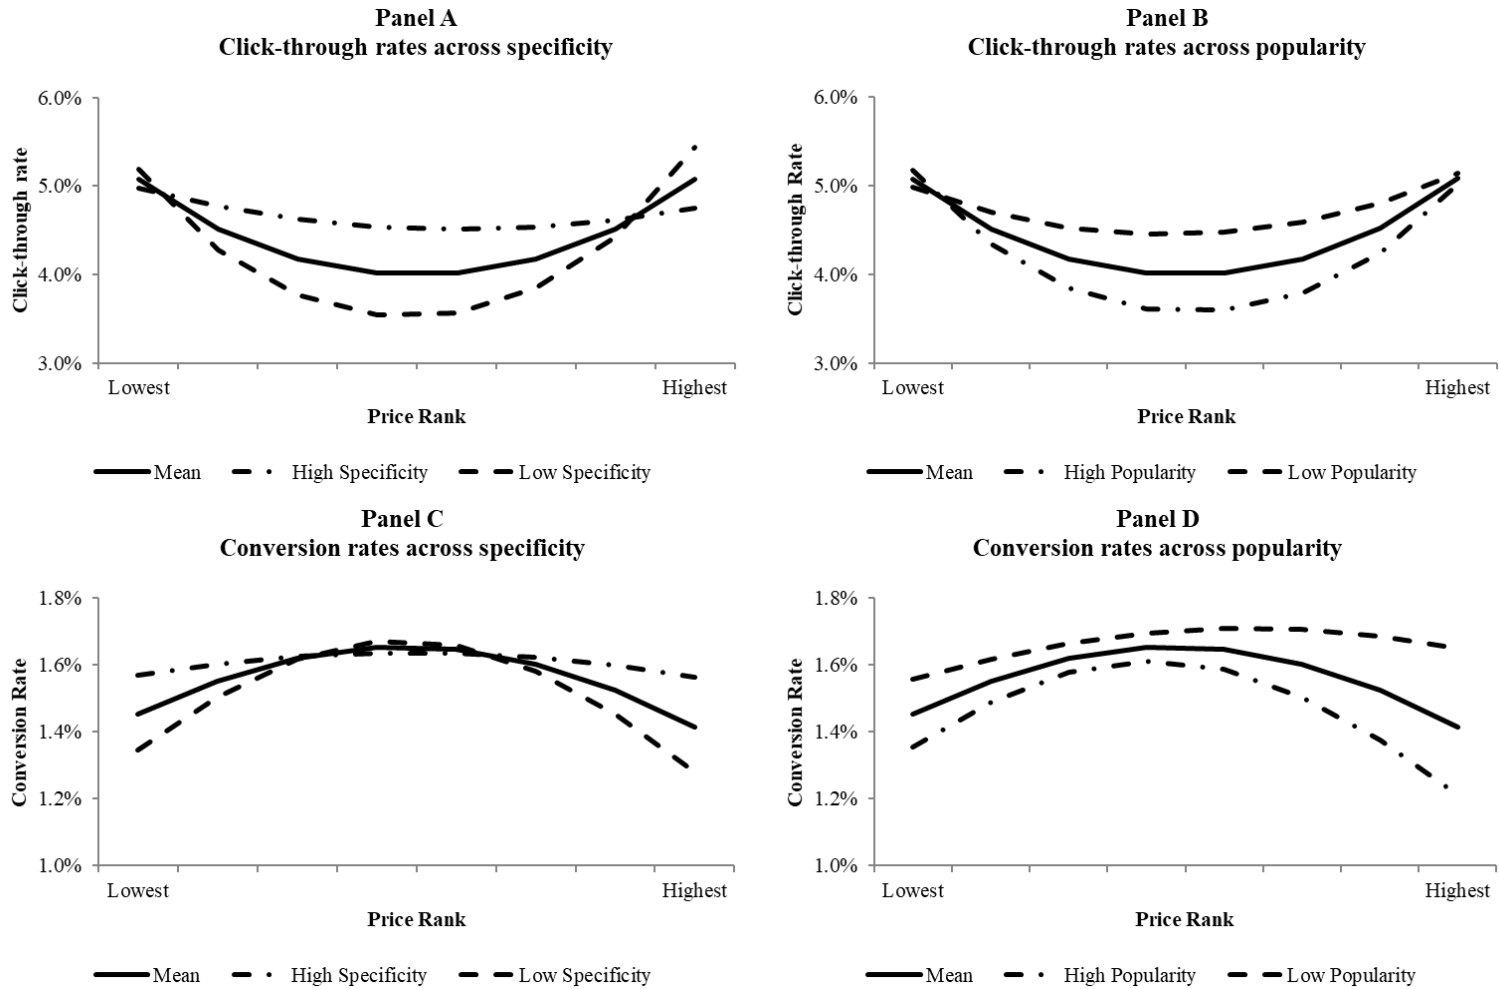 Panel A
Click-through rates across specificity
Click-through rate
6.0%
5.0%
4.0%
3.0%
Lowest
Highest
Price Rank
Mean
High Specificity
Low Specificity
Panel B
Click-through rates across popularity
Click-through Rate
6.0%
5.0%
4.0%
3.0%
Lowest
Highest
Price Rank
Mean
High Popularity
Low Popularity
Panel C
Conversion rates across specificity
Conversion Rate
1.8%
1.6%
1.4%
1.2%
1.0%
Lowest
Highest
Price Rank
Mean
High Specificity
Low Specificity
Panel D
Conversion rates across popularity
Conversion Rate
1.8%
1.6%
1.4%
1.2%
1.0%
Lowest
Highest
Price Rank
Mean
High Popularity
Low Popularity